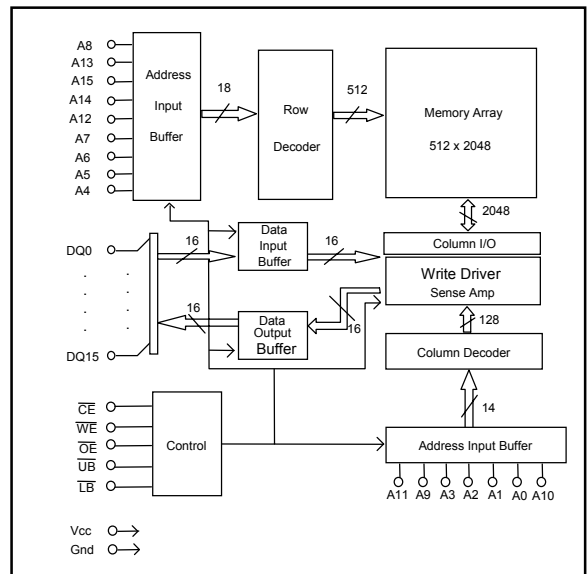 A8
A13
A15
A14
A12
A7
A6
A5
A4
Address
Input
Buffer
18
Row
Decoder
512
Memory Array
512 x 2048
2048
Column I/O
Write Driver
Sense Amp
128
Column Decoder
14
Address Input Buffer
A11 A9 A3 A2 A1 A0 A10
DQ0
. .
. .
. .
. .
DQ15
16
Data
Input
Buffer
16
16
Data
Output
Buffer
16
CE
WE
OE
UB
LB
Control
Vcc
Gnd